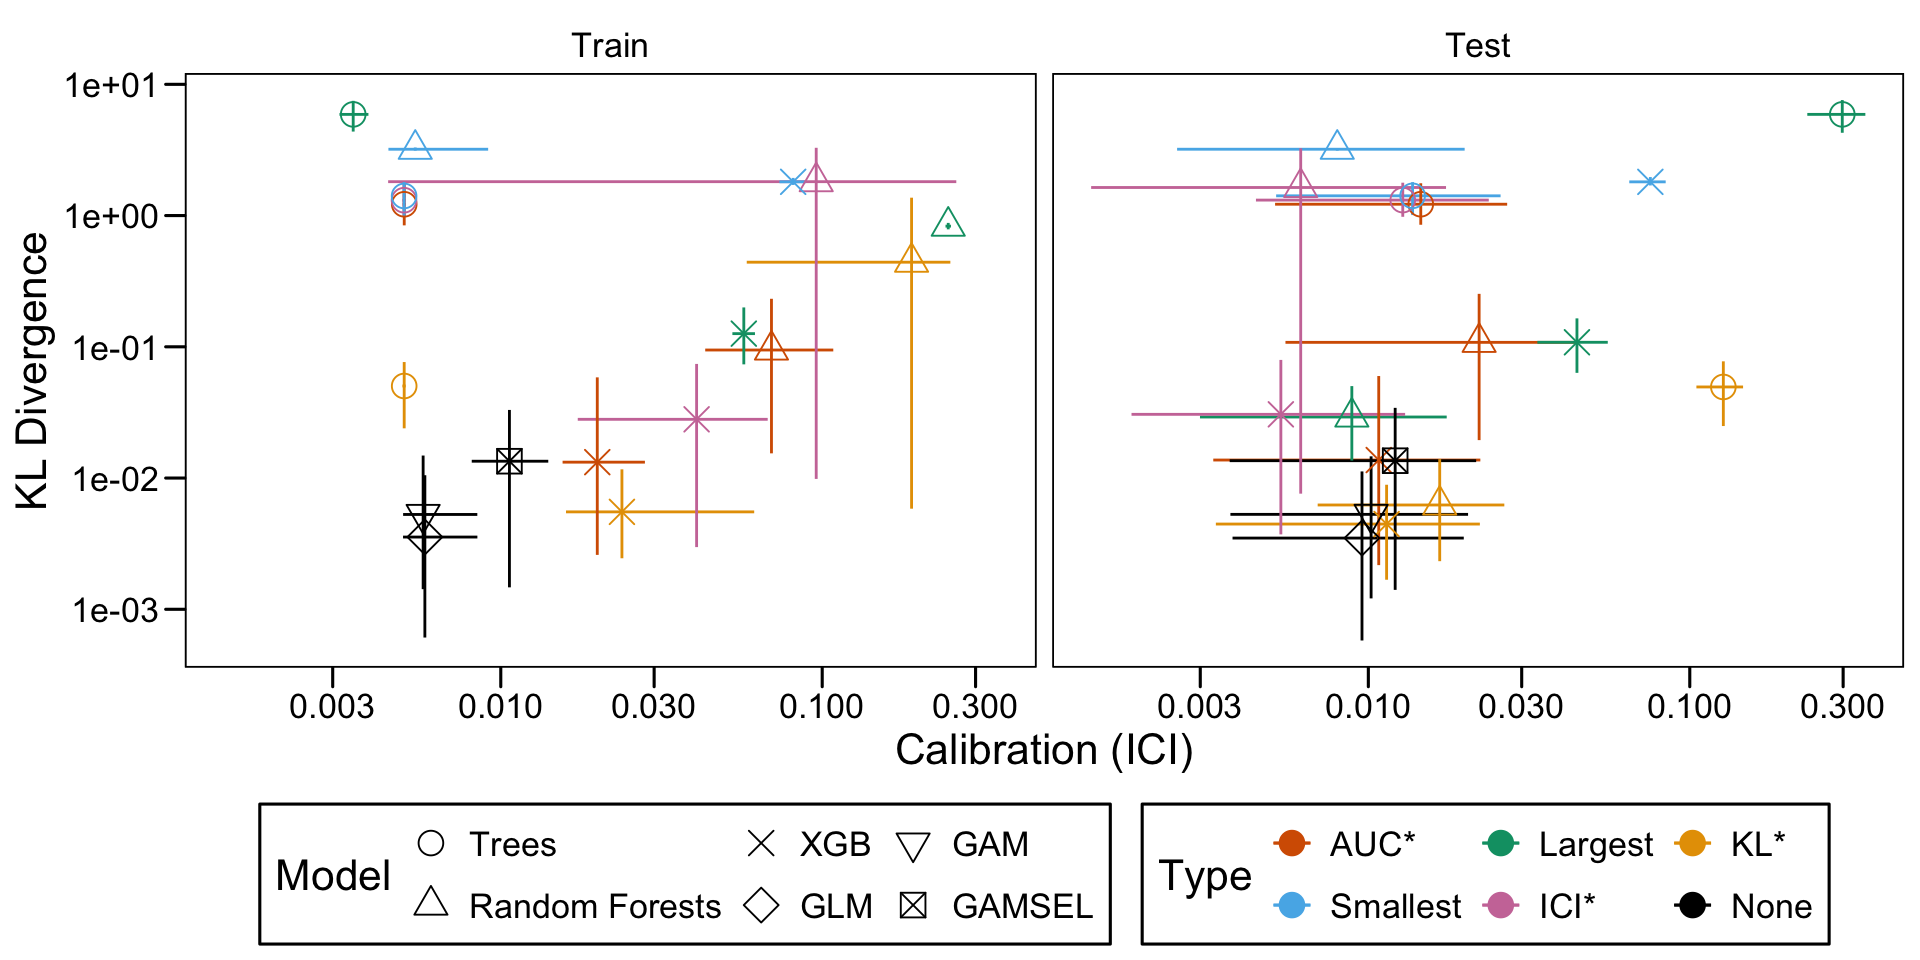 Train
Test
KL Divergence
1e+01
1e+00
1e-01
1e-02
1e-03
0.003 0.010 0.030 0.100 0.300
0.003 0.010 0.030 0.100 0.300
Calibration (ICI)
Model
Trees
XGB
GAM
Random Forests
GLM
GAMSEL
Type
AUC*
Largest
KL*
Smallest
ICI*
None